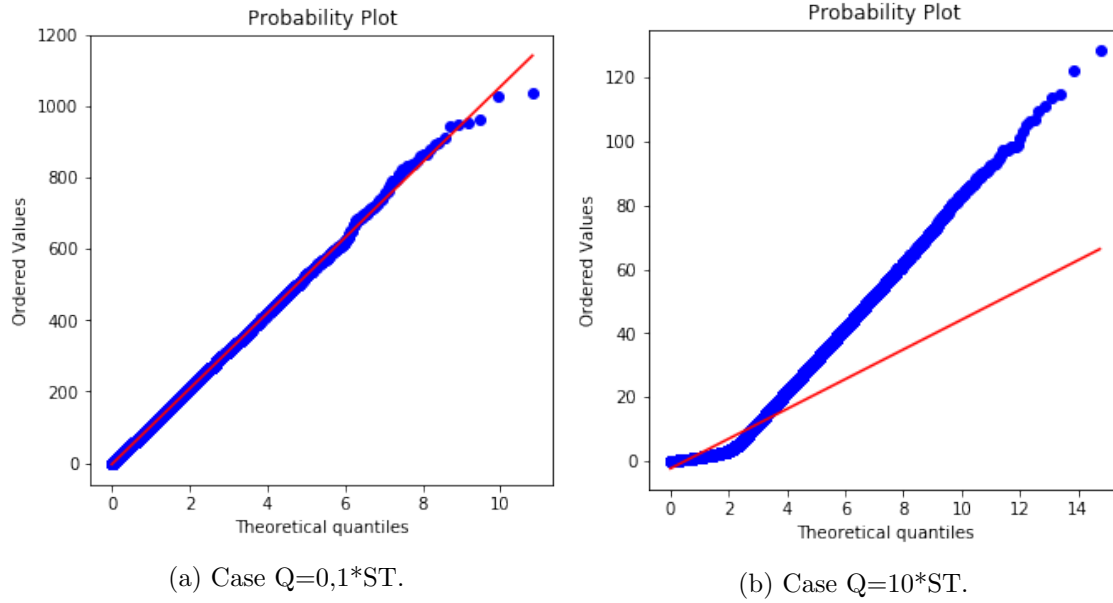 Probability Plot
1200
1000
800
600
400
200
0
Ordered Values
0 2 4 6 8 10
Theoretical quantiles
(a) Case Q=0,1*ST.
Probability Plot
120
100
80
60
40
20
0
Ordered Values
0 2 4 6 8 10 12 14
Theoretical quantiles
(b) Case Q=10*ST.